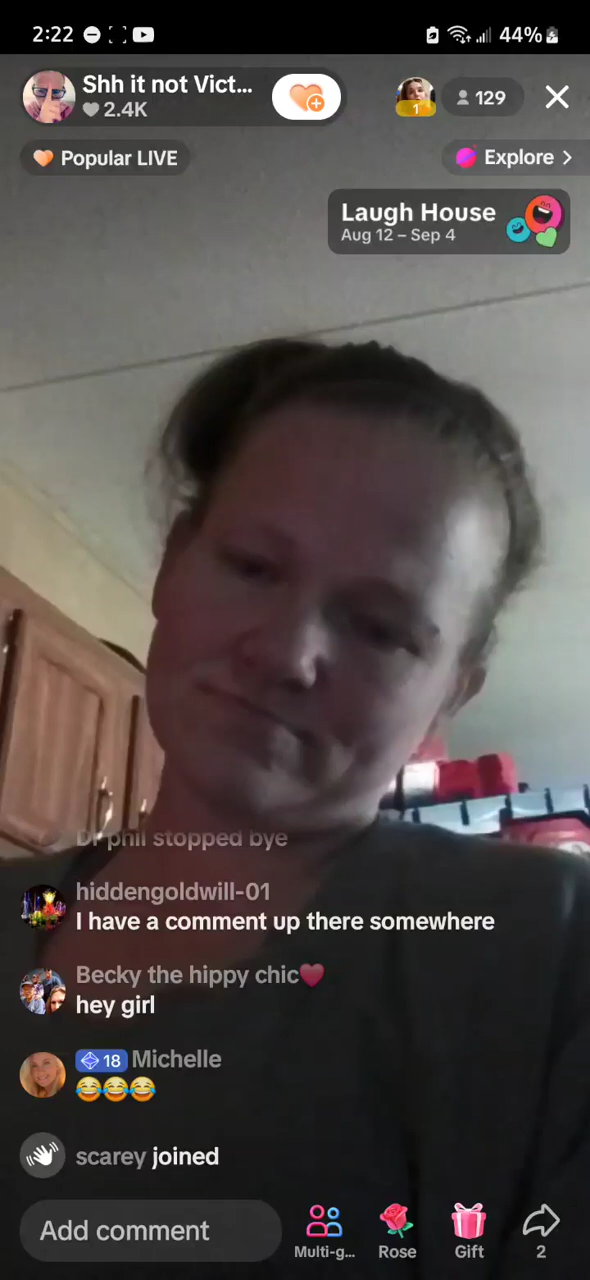 2:22
44%
Shh it not Vict...
2.4K
129
1
Popular LIVE
Explore >
Laugh House
Aug 12 – Sep 4
Dr phil stopped bye
hiddengoldwill-01
I have a comment up there somewhere
Becky the hippy chic
hey girl
18 Michelle
scarey joined
Add comment
Multi-g...
Rose
Gift
2